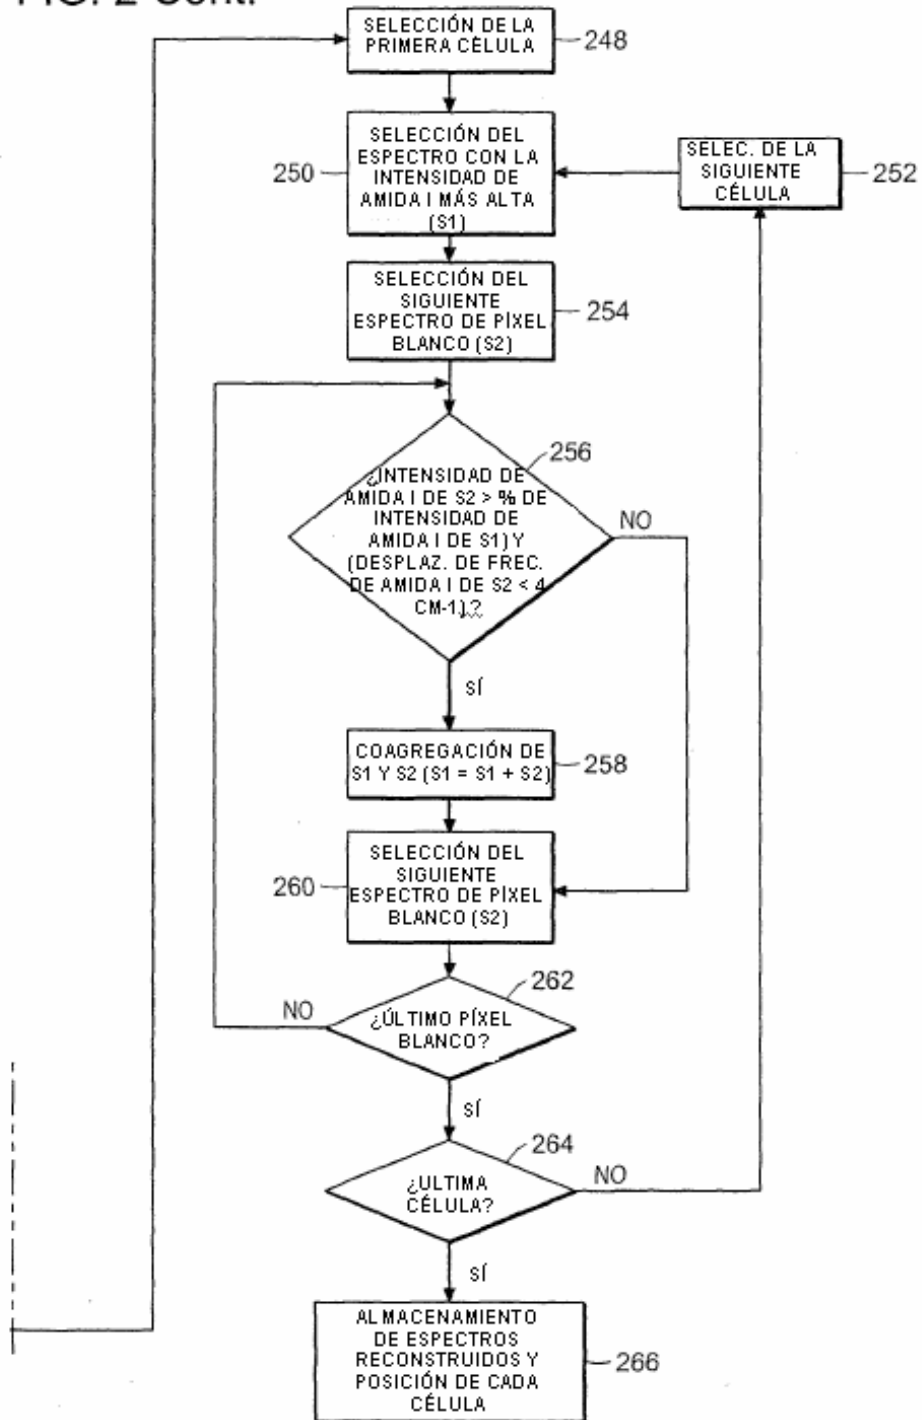 FIG. 2 Cont.
SELECCIÓN DE LA
PRIMERA CÉLULA
248
SELECCIÓN DEL
ESPECTRO CON LA
INTENSIDAD DE
AMIDA I MÁS ALTA
(S1)
250
SELEC. DE LA
SIGUIENTE
CÉLULA
252
SELECCIÓN DEL
SIGUIENTE
ESPECTRO DE PÍXEL
BLANCO (S2)
254
256
¿INTENSIDAD DE
AMIDA I DE S2 > % DE
INTENSIDAD DE
AMIDA I DE S1) Y
(DESPLAZ. DE FREC.
DE AMIDA I DE S2 < 4
CM-1).?
NO
SÍ
COAGREGACIÓN DE
S1 Y S2 (S1 = S1 + S2)
258
SELECCIÓN DEL
SIGUIENTE
ESPECTRO DE PÍXEL
BLANCO (S2)
260
262
NO
¿ÚLTIMO PÍXEL
BLANCO?
SÍ
264
¿ULTIMA
CÉLULA?
NO
SÍ
ALMACENAMIENTO
DE ESPECTROS
RECONSTRUIDOS Y
POSICIÓN DE CADA
CÉLULA
266